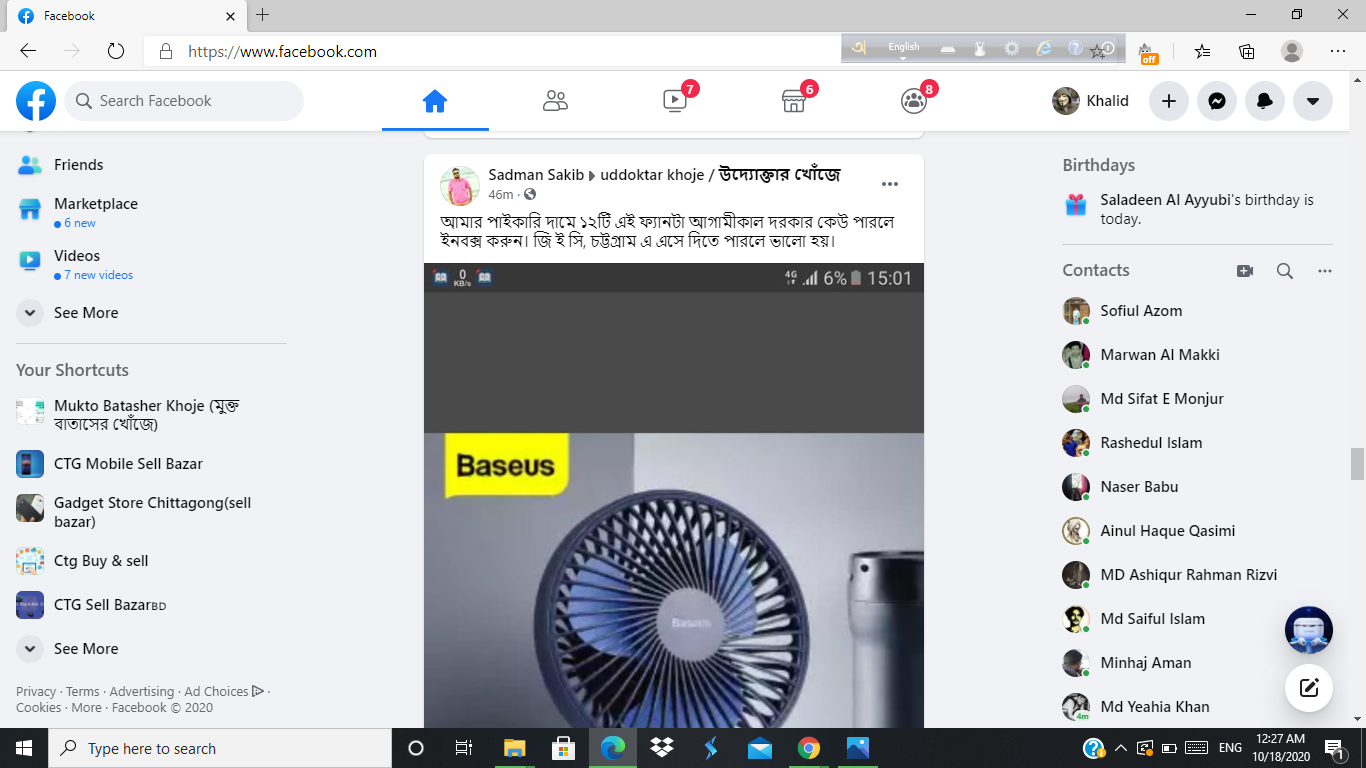 Facebook
https://www.facebook.com
English
off
Search Facebook
7
6
8
Khalid
Friends
Marketplace
6 new
Videos
7 new videos
See More
Your Shortcuts
Mukto Batasher Khoje (মুক্ত
বাতাসের খোঁজে)
CTG Mobile Sell Bazar
Gadget Store Chittagong(sell
bazar)
Ctg Buy & sell
CTG Sell Bazarʙᴅ
See More
Privacy · Terms · Advertising · Ad Choices ·
Cookies · More · Facebook © 2020
Sadman Sakib uddoktar khoje / উদ্যোক্তার খোঁজে
46m ·
আমার পাইকারি দামে ১২টি এই ফ্যানটা আগামীকাল দরকার কেউ পারলে
ইনবক্স করুন। জি ই সি, চট্টগ্রাম এ এসে দিতে পারলে ভালো হয়।
0
KB/s
4G 6% 15:01
Baseus
Baseus
Birthdays
Saladeen Al Ayyubi's birthday is
today.
Contacts
Sofiul Azom
Marwan Al Makki
Md Sifat E Monjur
Rashedul Islam
Naser Babu
Ainul Haque Qasimi
MD Ashiqur Rahman Rizvi
Md Saiful Islam
Minhaj Aman
Md Yeahia Khan
4m
Type here to search
ENG
12:27 AM
10/18/2020
1